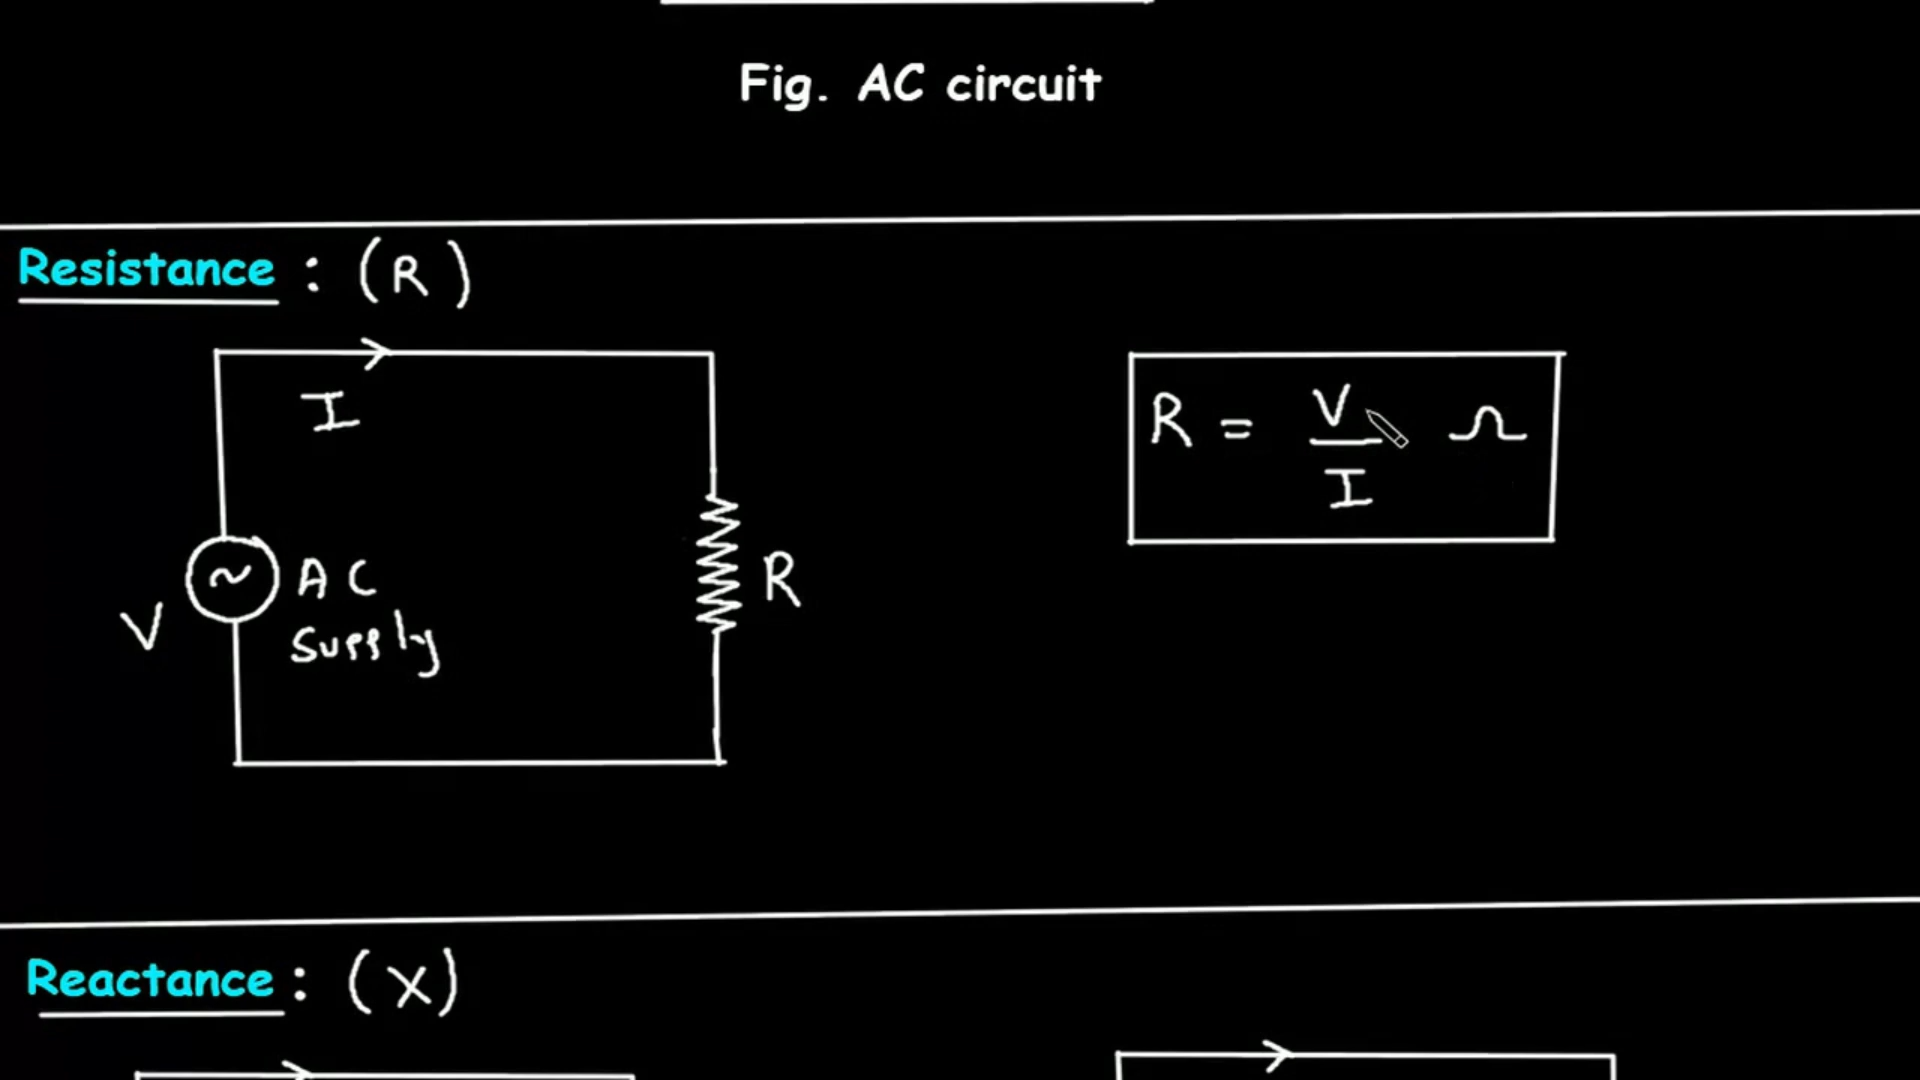 Fig. AC circuit
Resistance : (R)
I
R = V/I Ω
AC
Supply
V
R
Reactance : (X)